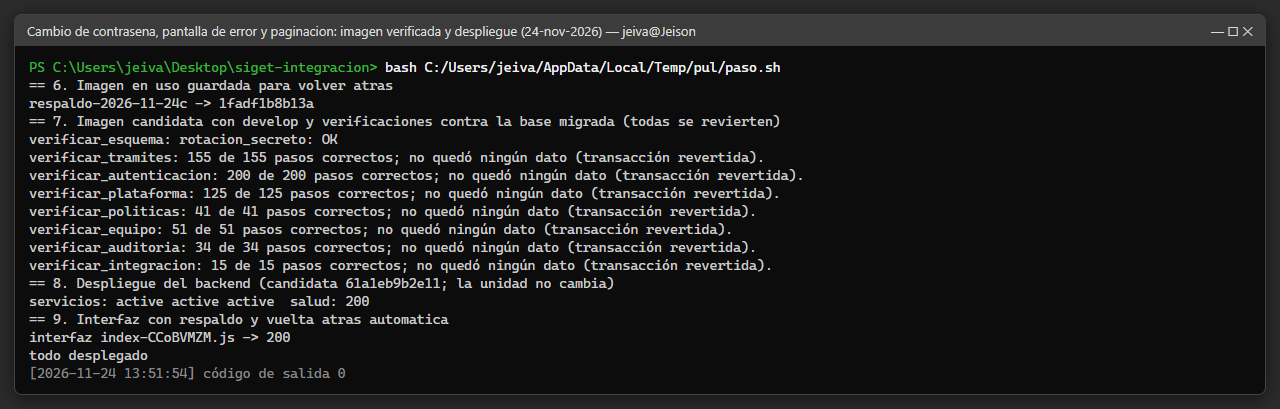 Cambio de contrasena, pantalla de error y paginacion: imagen verificada y despliegue (24-nov-2026) — jeiva@Jeison
PS C:\Users\jeiva\Desktop\siget-integracion> bash C:/Users/jeiva/AppData/Local/Temp/pul/paso.sh
== 6. Imagen en uso guardada para volver atras
respaldo-2026-11-24c -> 1fadf1b8b13a
== 7. Imagen candidata con develop y verificaciones contra la base migrada (todas se revierten)
verificar_esquema: rotacion_secreto: OK
verificar_tramites: 155 de 155 pasos correctos; no quedó ningún dato (transacción revertida).
verificar_autenticacion: 200 de 200 pasos correctos; no quedó ningún dato (transacción revertida).
verificar_plataforma: 125 de 125 pasos correctos; no quedó ningún dato (transacción revertida).
verificar_politicas: 41 de 41 pasos correctos; no quedó ningún dato (transacción revertida).
verificar_equipo: 51 de 51 pasos correctos; no quedó ningún dato (transacción revertida).
verificar_auditoria: 34 de 34 pasos correctos; no quedó ningún dato (transacción revertida).
verificar_integracion: 15 de 15 pasos correctos; no quedó ningún dato (transacción revertida).
== 8. Despliegue del backend (candidata 61a1eb9b2e11; la unidad no cambia)
servicios: active active active  salud: 200
== 9. Interfaz con respaldo y vuelta atras automatica
interfaz index-CCoBVMZM.js -> 200
todo desplegado
[2026-11-24 13:51:54] código de salida 0